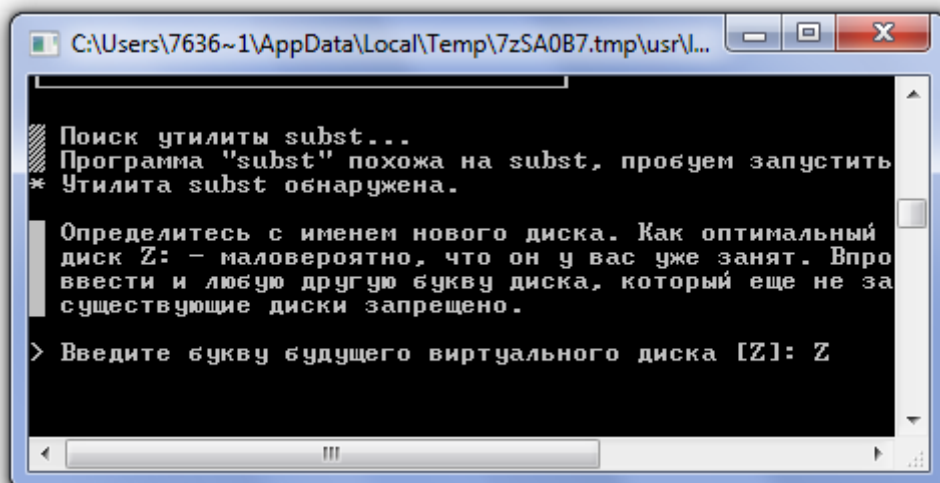 C:\Users\7636~1\AppData\Local\Temp\7zSA0B7.tmp\usr\l...
Поиск утилиты subst...
Программа "subst" похожа на subst, пробуем запустить
* Утилита subst обнаружена.
Определитесь с именем нового диска. Как оптимальный
диск Z: – маловероятно, что он у вас уже занят. Впро
ввести и любую другую букву диска, который еще не за
существующие диски запрещено.
> Введите букву будущего виртуального диска [Z]: Z